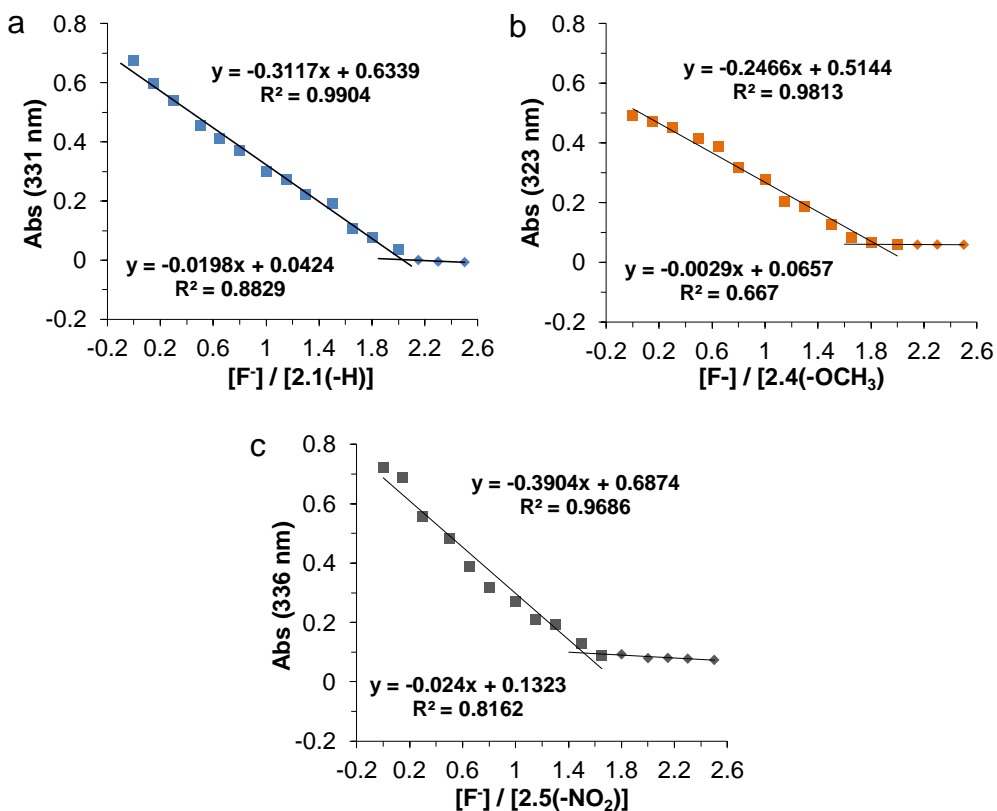 a
0.8
0.6
0.4
0.2
0
-0.2
Abs (331 nm)
y = -0.3117x + 0.6339
R² = 0.9904
y = -0.0198x + 0.0424
R² = 0.8829
-0.2 0.2 0.6 1 1.4 1.8 2.2 2.6
[F⁻] / [2.1(-H)]
b
0.8
0.6
0.4
0.2
0
-0.2
Abs (323 nm)
y = -0.2466x + 0.5144
R² = 0.9813
y = -0.0029x + 0.0657
R² = 0.667
-0.2 0.2 0.6 1 1.4 1.8 2.2 2.6
[F-] / [2.4(-OCH₃)
c
0.8
0.6
0.4
0.2
0
-0.2
Abs (336 nm)
y = -0.3904x + 0.6874
R² = 0.9686
y = -0.024x + 0.1323
R² = 0.8162
-0.2 0.2 0.6 1 1.4 1.8 2.2 2.6
[F⁻] / [2.5(-NO₂)]